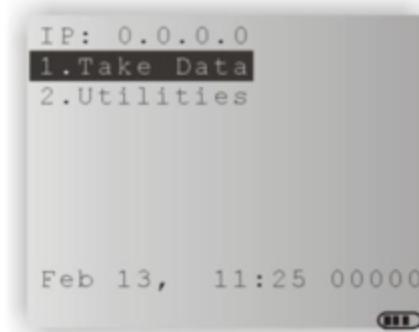 IP: 0.0.0.0
1.Take Data
2.Utilities
Feb 13, 11:25 00000